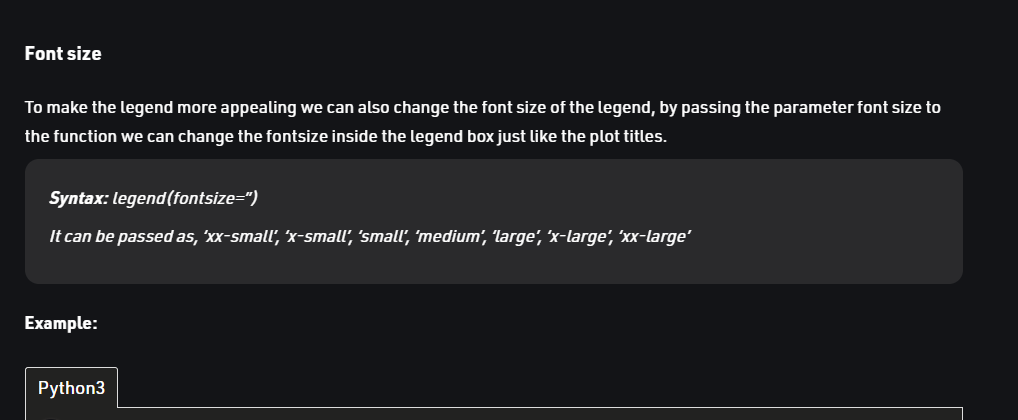 Font size
To make the legend more appealing we can also change the font size of the legend, by passing the parameter font size to
the function we can change the fontsize inside the legend box just like the plot titles.
Syntax: legend(fontsize=”)
It can be passed as, ‘xx-small’, ‘x-small’, ‘small’, ‘medium’, ‘large’, ‘x-large’, ‘xx-large’
Example:
Python3